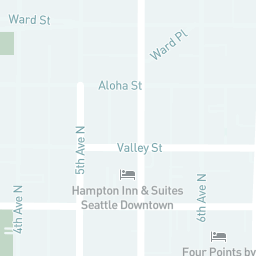 Ward St
Ward Pl
Aloha St
5th Ave N
Valley St
Hampton Inn & Suites
Seattle Downtown
4th Ave N
6th Ave N
Four Points by